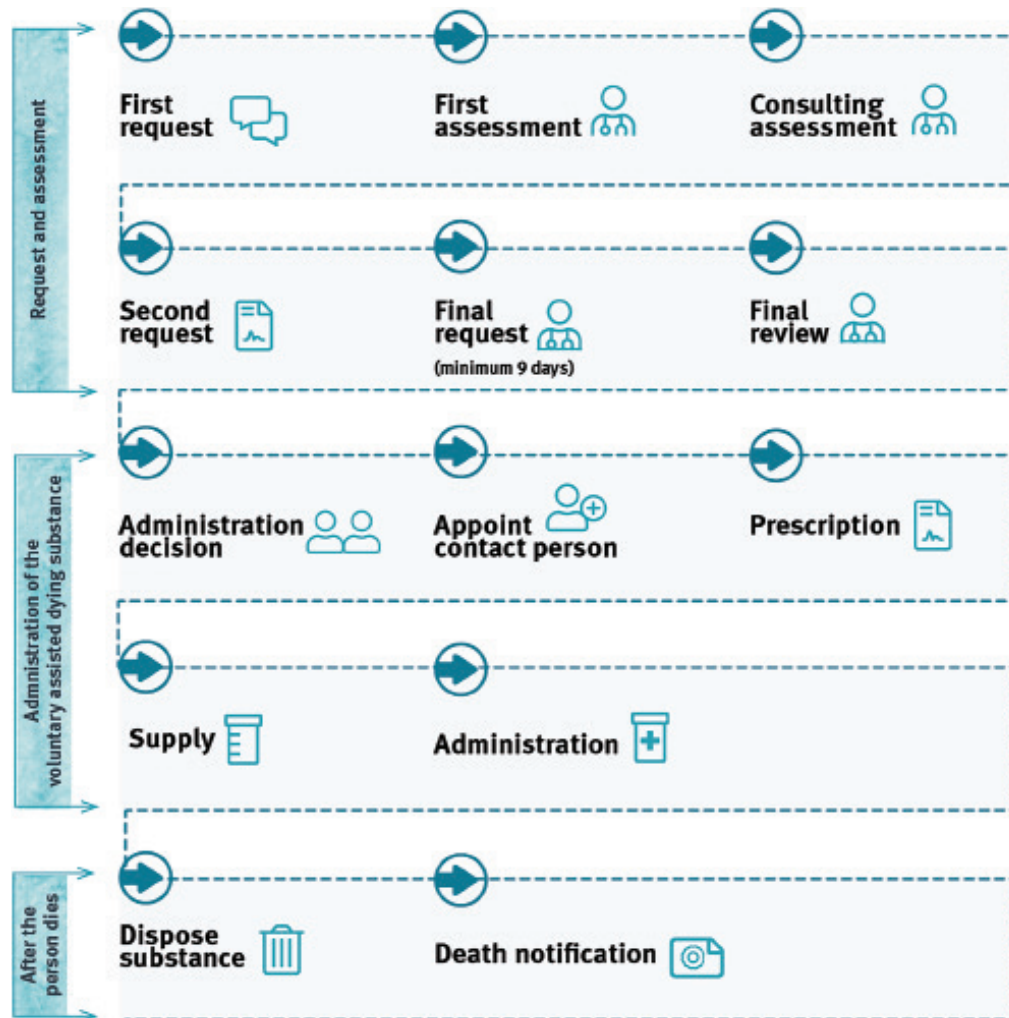 Request and assessment
First
request
First
assessment
Consulting
assessment
Second
request
Final
request
(minimum 9 days)
Final
review
Admnistration of the
voluntary assisted dying substance
Administration
decision
Appoint
contact person
Prescription
Supply
Administration
After the
person dies
Dispose
substance
Death notification